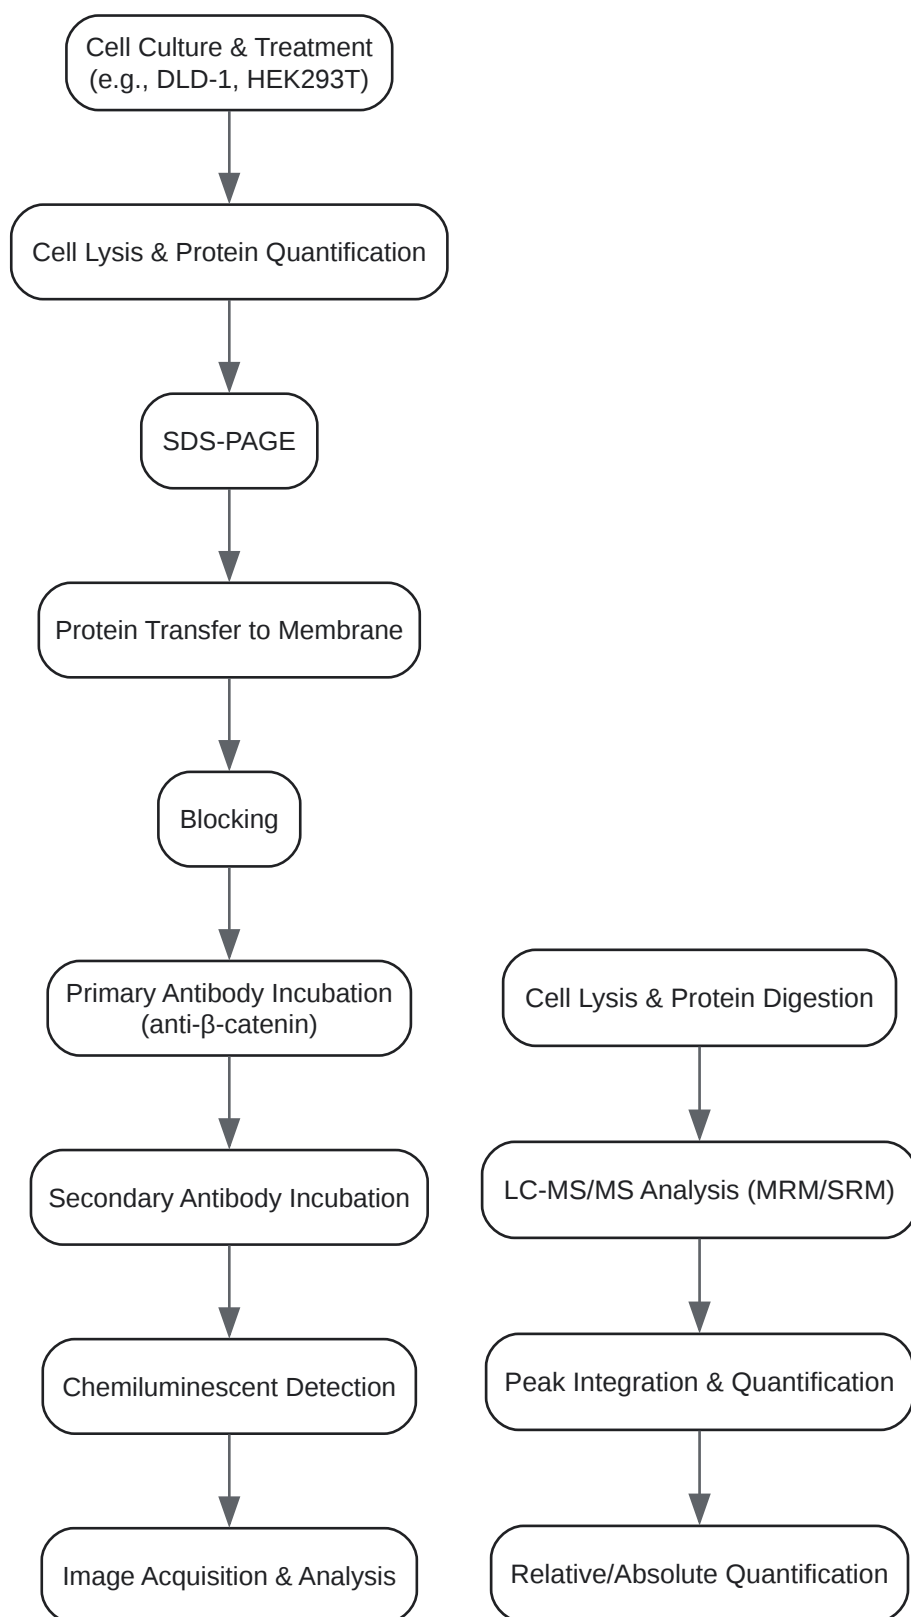 Cell Culture & Treatment
(e.g., DLD-1, HEK293T)
Cell Lysis & Protein Quantification
SDS-PAGE
Protein Transfer to Membrane
Blocking
Primary Antibody Incubation
(anti-β-catenin)
Secondary Antibody Incubation
Chemiluminescent Detection
Image Acquisition & Analysis
Cell Lysis & Protein Digestion
LC-MS/MS Analysis (MRM/SRM)
Peak Integration & Quantification
Relative/Absolute Quantification